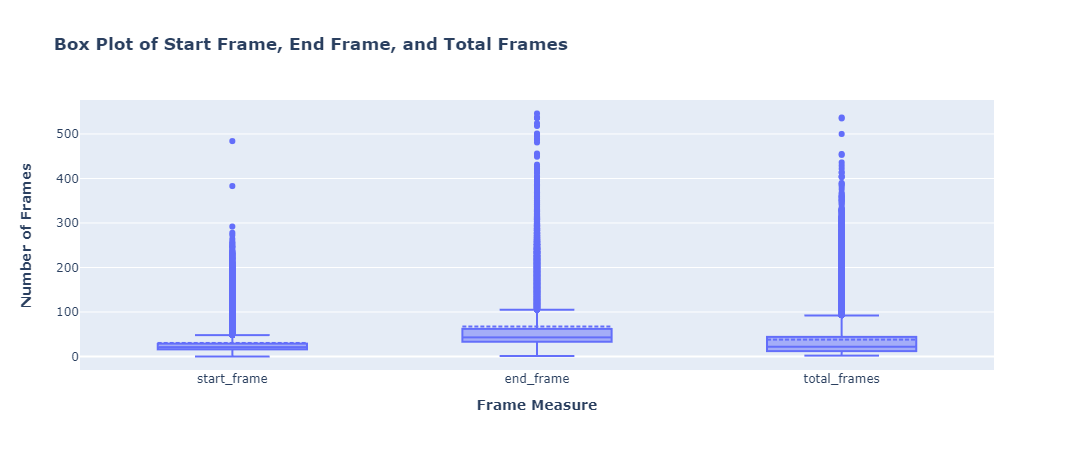 Box Plot of Start Frame, End Frame, and Total Frames
Number of Frames
500
400
300
200
100
0
start_frame
end_frame
total_frames
Frame Measure